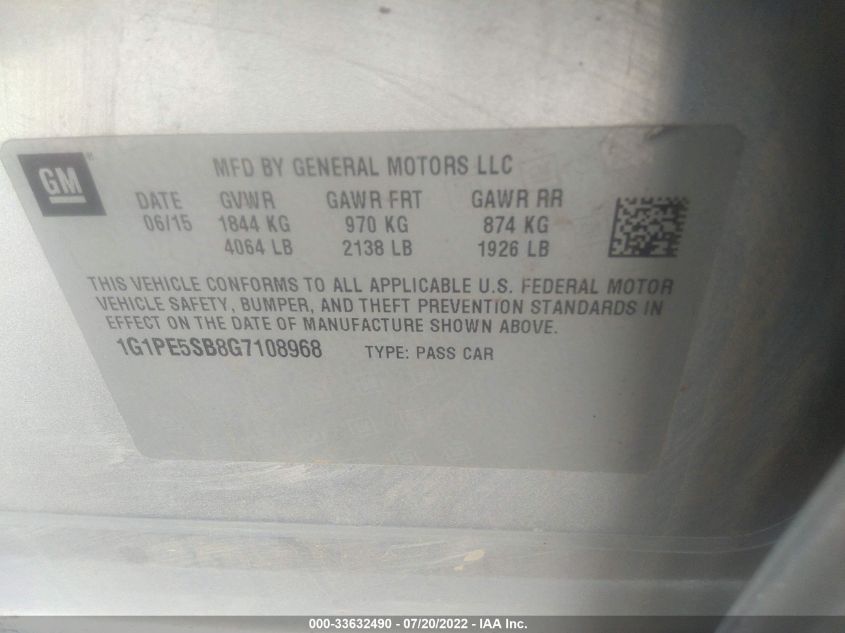 GM
MFD BY GENERAL MOTORS LLC
DATE GVWR GAWR FRT GAWR RR
06/15 1844 KG 970 KG 874 KG
4064 LB 2138 LB 1926 LB
THIS VEHICLE CONFORMS TO ALL APPLICABLE U.S. FEDERAL MOTOR
VEHICLE SAFETY, BUMPER, AND THEFT PREVENTION STANDARDS IN
EFFECT ON THE DATE OF MANUFACTURE SHOWN ABOVE.
1G1PE5SB8G7108968 TYPE: PASS CAR
000-33632490 - 07/20/2022 - IAA Inc.